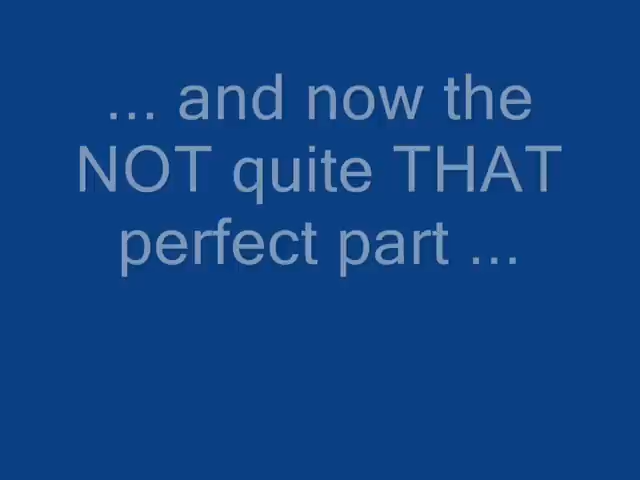 ... and now the
NOT quite THAT
perfect part ...